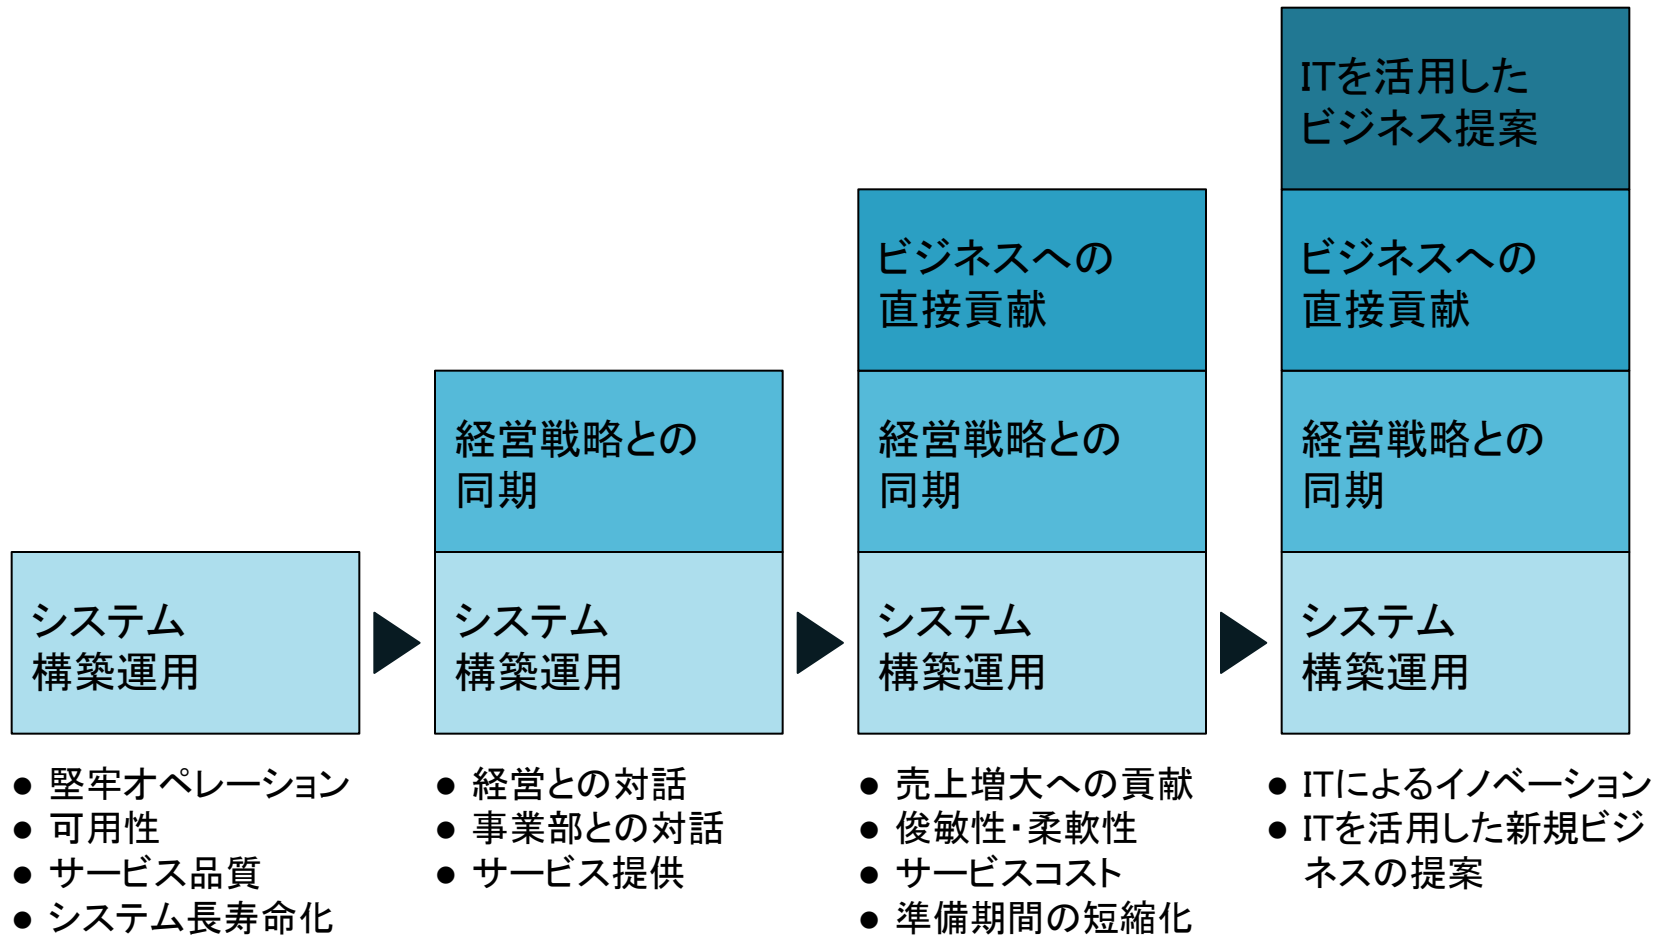 システム
構築運用
● 堅牢オペレーション
● 可用性
● サービス品質
● システム長寿命化
経営戦略との
同期
システム
構築運用
● 経営との対話
● 事業部との対話
● サービス提供
ビジネスへの
直接貢献
経営戦略との
同期
システム
構築運用
● 売上増大への貢献
● 俊敏性・柔軟性
● サービスコスト
● 準備期間の短縮化
ITを活用した
ビジネス提案
ビジネスへの
直接貢献
経営戦略との
同期
システム
構築運用
● ITによるイノベーション
● ITを活用した新規ビジ
ネスの提案